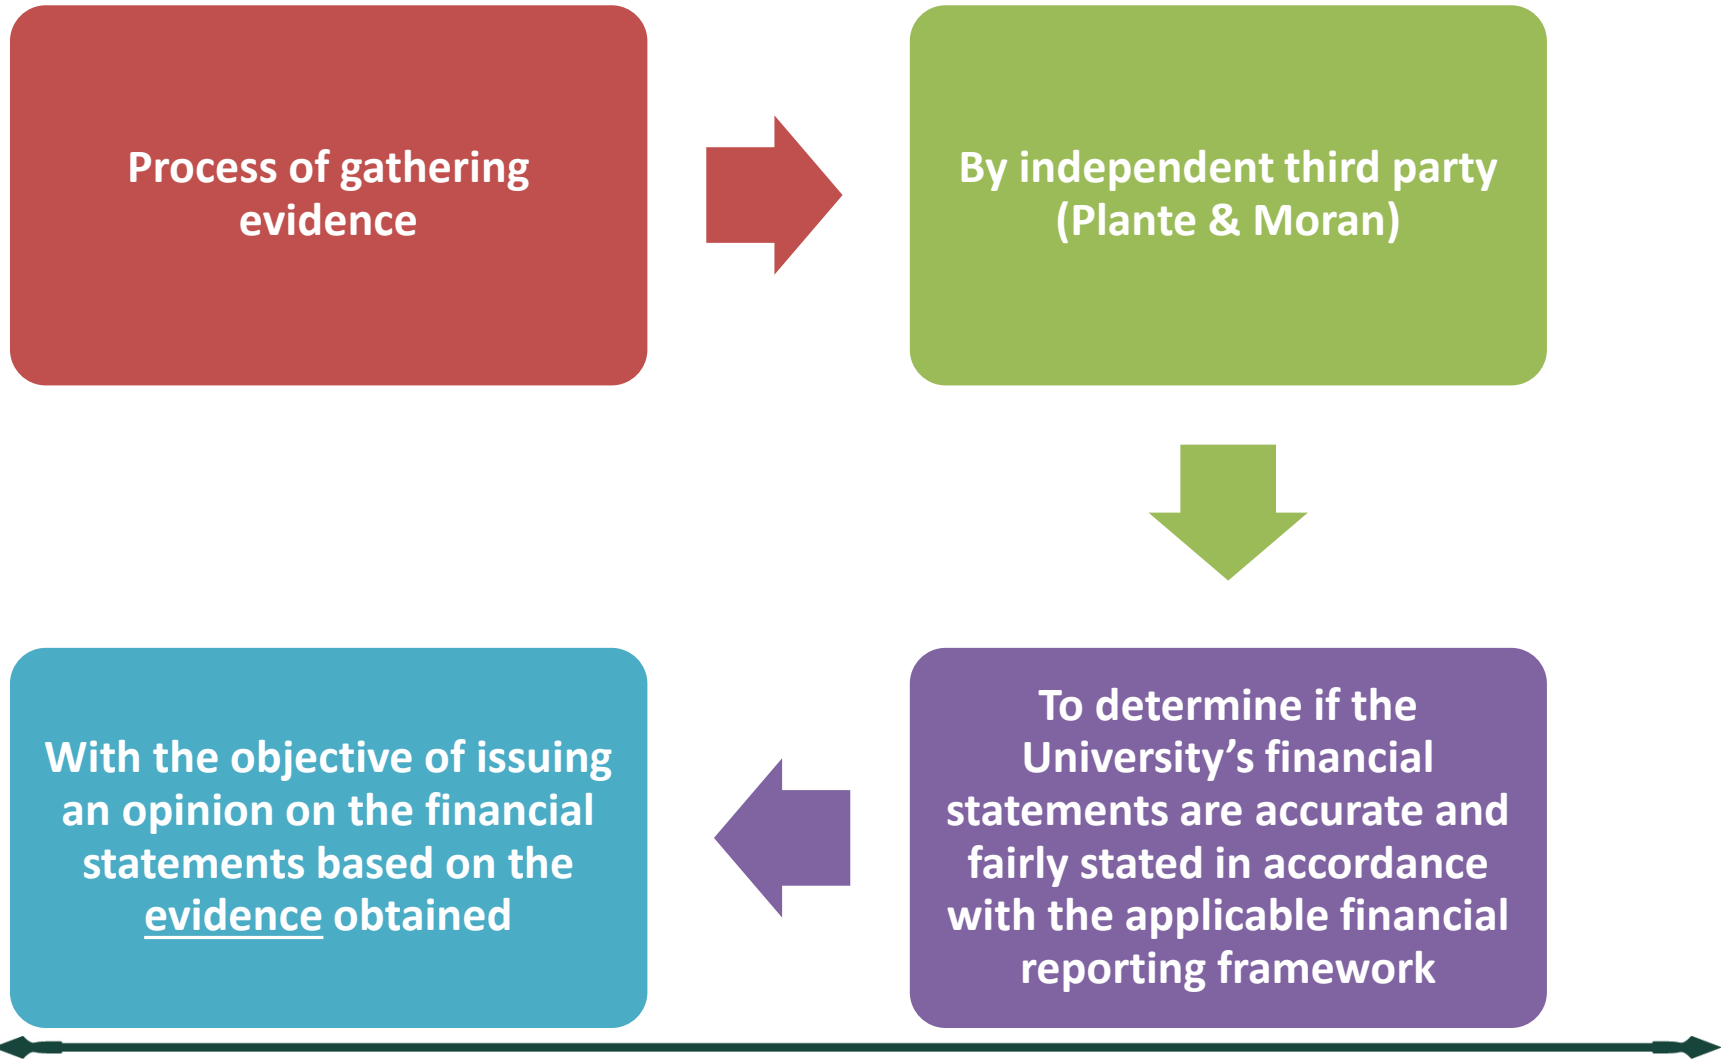 Process of gathering
evidence
By independent third party
(Plante & Moran)
To determine if the
University’s financial
statements are accurate and
fairly stated in accordance
with the applicable financial
reporting framework
With the objective of issuing
an opinion on the financial
statements based on the
evidence obtained